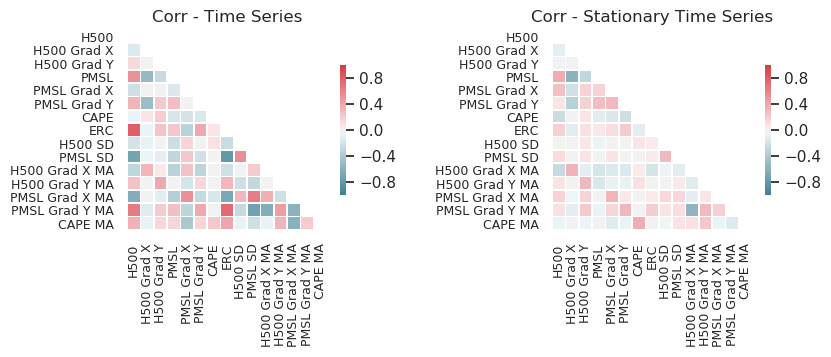 Corr - Time Series
H500
H500 Grad X
H500 Grad Y
PMSL
PMSL Grad X
PMSL Grad Y
CAPE
ERC
H500 SD
PMSL SD
H500 Grad X MA
H500 Grad Y MA
PMSL Grad X MA
PMSL Grad Y MA
CAPE MA
H500
H500 Grad X
H500 Grad Y
PMSL
PMSL Grad X
PMSL Grad Y
CAPE
ERC
H500 SD
PMSL SD
H500 Grad X MA
H500 Grad Y MA
PMSL Grad X MA
PMSL Grad Y MA
CAPE MA
0.8
0.4
0.0
−0.4
−0.8
Corr - Stationary Time Series
H500
H500 Grad X
H500 Grad Y
PMSL
PMSL Grad X
PMSL Grad Y
CAPE
ERC
H500 SD
PMSL SD
H500 Grad X MA
H500 Grad Y MA
PMSL Grad X MA
PMSL Grad Y MA
CAPE MA
H500
H500 Grad X
H500 Grad Y
PMSL
PMSL Grad X
PMSL Grad Y
CAPE
ERC
H500 SD
PMSL SD
H500 Grad X MA
H500 Grad Y MA
PMSL Grad X MA
PMSL Grad Y MA
CAPE MA
0.8
0.4
0.0
−0.4
−0.8